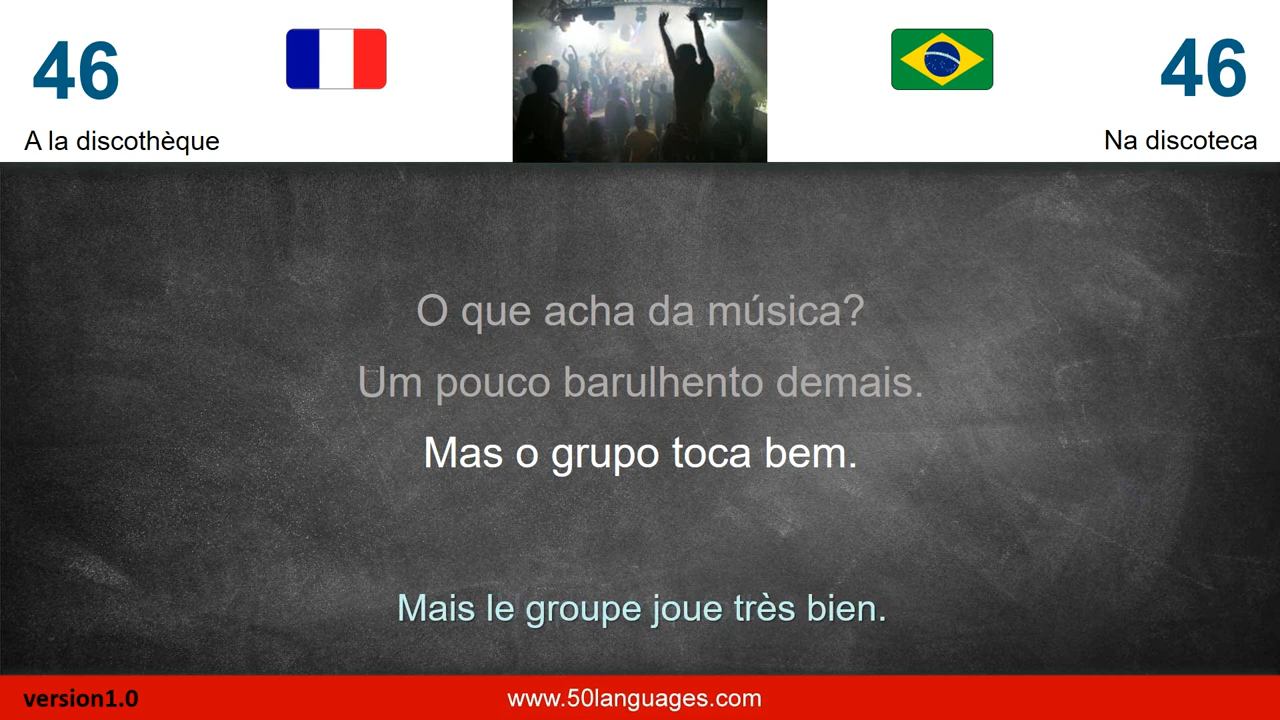 46
46
A la discothèque
Na discoteca
O que acha da música?
Um pouco barulhento demais.
Mas o grupo toca bem.
Mais le groupe joue très bien.
version1.0
www.50languages.com